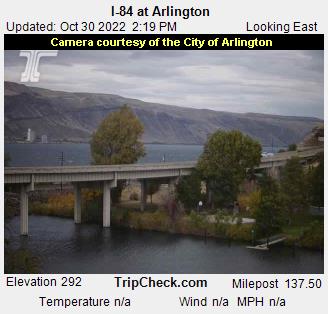 I-84 at Arlington
Updated: Oct 30 2022 2:19 PM Looking East
Camera courtesy of the City of Arlington
Elevation 292 TripCheck.com Milepost 137.50
Temperature n/a Wind n/a MPH n/a